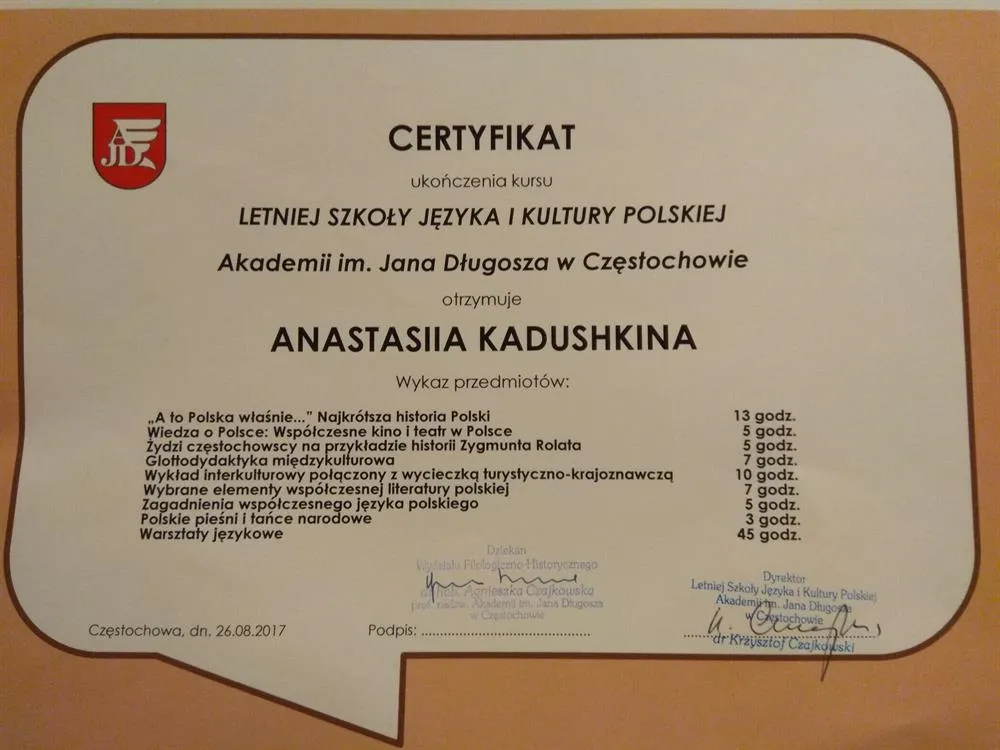 AJD
CERTYFIKAT
ukończenia kursu
LETNIEJ SZKOŁY JĘZYKA I KULTURY POLSKIEJ
Akademii im. Jana Długosza w Częstochowie
otrzymuje
ANASTASIIA KADUSHKINA
Wykaz przedmiotów:
„A to Polska właśnie..." Najkrótsza historia Polski 13 godz.
Wiedza o Polsce: Współczesne kino i teatr w Polsce 5 godz.
Żydzi częstochowscy na przykładzie historii Zygmunta Rolata 5 godz.
Glottodydaktyka międzykulturowa 7 godz.
Wykład interkulturowy połączony z wycieczką turystyczno-krajoznawczą 10 godz.
Wybrane elementy współczesnej literatury polskiej 7 godz.
Zagadnienia współczesnego języka polskiego 5 godz.
Polskie pieśni i tańce narodowe 3 godz.
Warsztaty językowe 45 godz.
Dziekan
Wydziału Filologiczno-Historycznego
dr hab. Agnieszka Czajkowska
prof. nadzw. Akademii im. Jana Długosza
w Częstochowie
Częstochowa, dn. 26.08.2017
Podpis: ....................................
Dyrektor
Letniej Szkoły Języka i Kultury Polskiej
Akademii im. Jana Długosza
w Częstochowie
dr Krzysztof Czajkowski